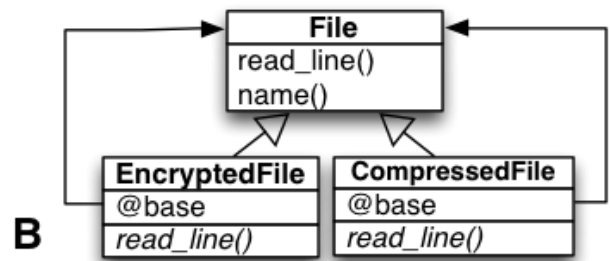 File
read_line()
name()
EncryptedFile
@base
read_line()
CompressedFile
@base
read_line()
B